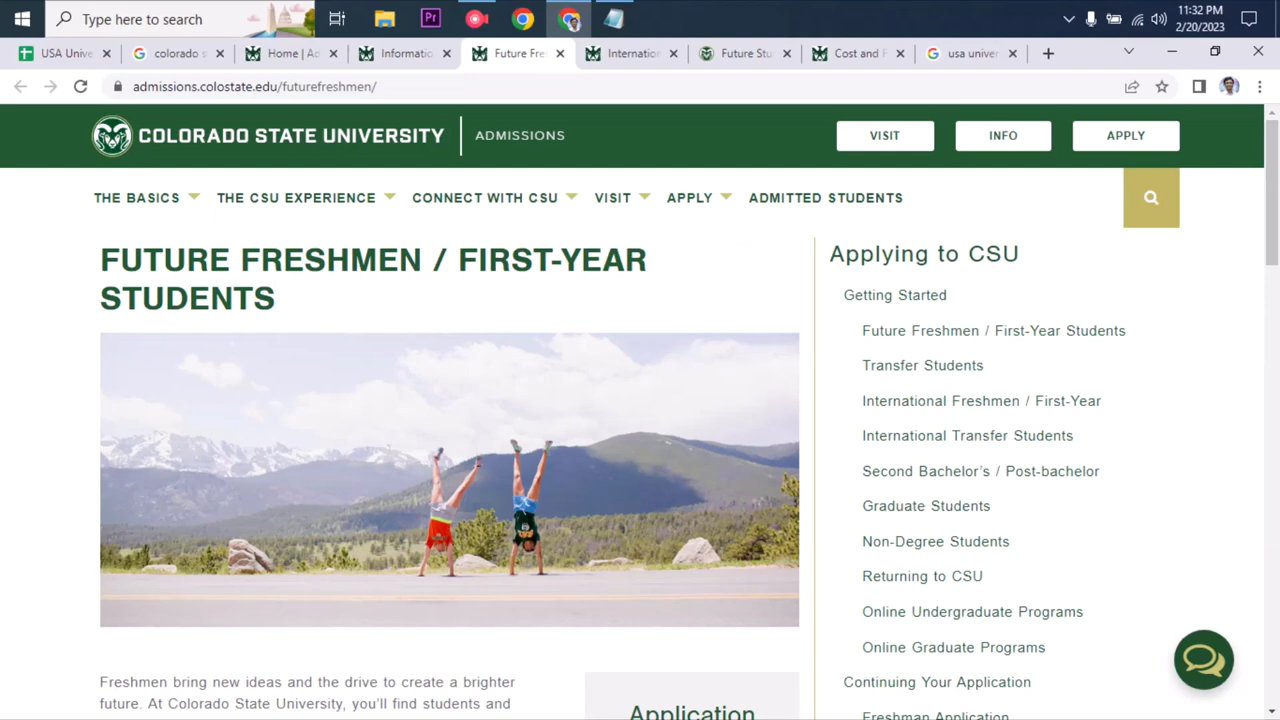 Type here to search
Pr
11:32 PM
2/20/2023
USA Unive
colorado s
Home | Ad
Informatio
Future Fre
Internation
Future Stu
Cost and F
usa univer
admissions.colostate.edu/futurefreshmen/
COLORADO STATE UNIVERSITY
ADMISSIONS
VISIT
INFO
APPLY
THE BASICS
THE CSU EXPERIENCE
CONNECT WITH CSU
VISIT
APPLY
ADMITTED STUDENTS
FUTURE FRESHMEN / FIRST-YEAR
STUDENTS
Freshmen bring new ideas and the drive to create a brighter
future. At Colorado State University, you'll find students and
Application
Applying to CSU
Getting Started
Future Freshmen / First-Year Students
Transfer Students
International Freshmen / First-Year
International Transfer Students
Second Bachelor's / Post-bachelor
Graduate Students
Non-Degree Students
Returning to CSU
Online Undergraduate Programs
Online Graduate Programs
Continuing Your Application
Freshman Application